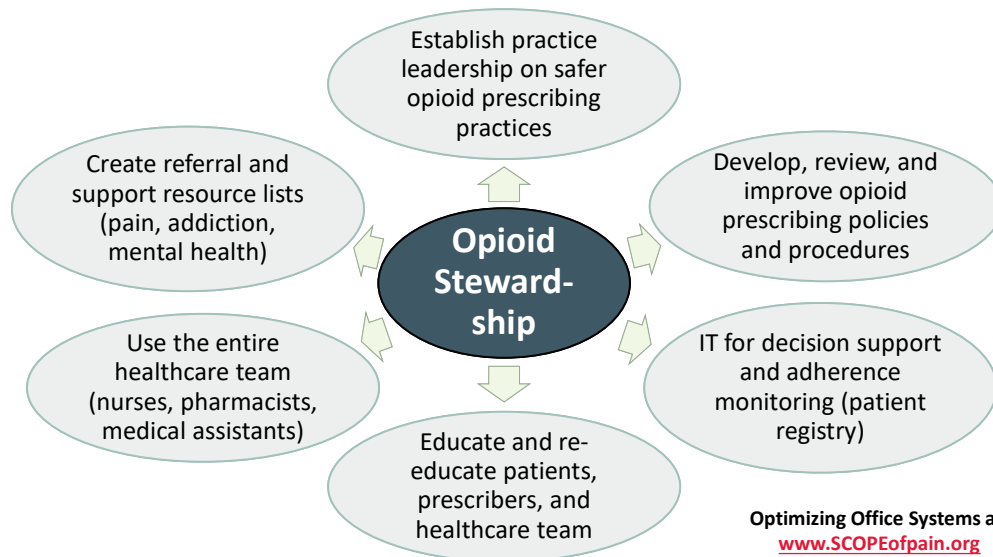 Establish practice
leadership on safer
opioid prescribing
practices
Develop, review, and
improve opioid
prescribing policies
and procedures
IT for decision support
and adherence
monitoring (patient
registry)
Educate and re-
educate patients,
prescribers, and
healthcare team
Use the entire
healthcare team
(nurses, pharmacists,
medical assistants)
Create referral and
support resource lists
(pain, addiction,
mental health)
Opioid
Steward-
ship
Optimizing Office Systems a
www.SCOPEofpain.org